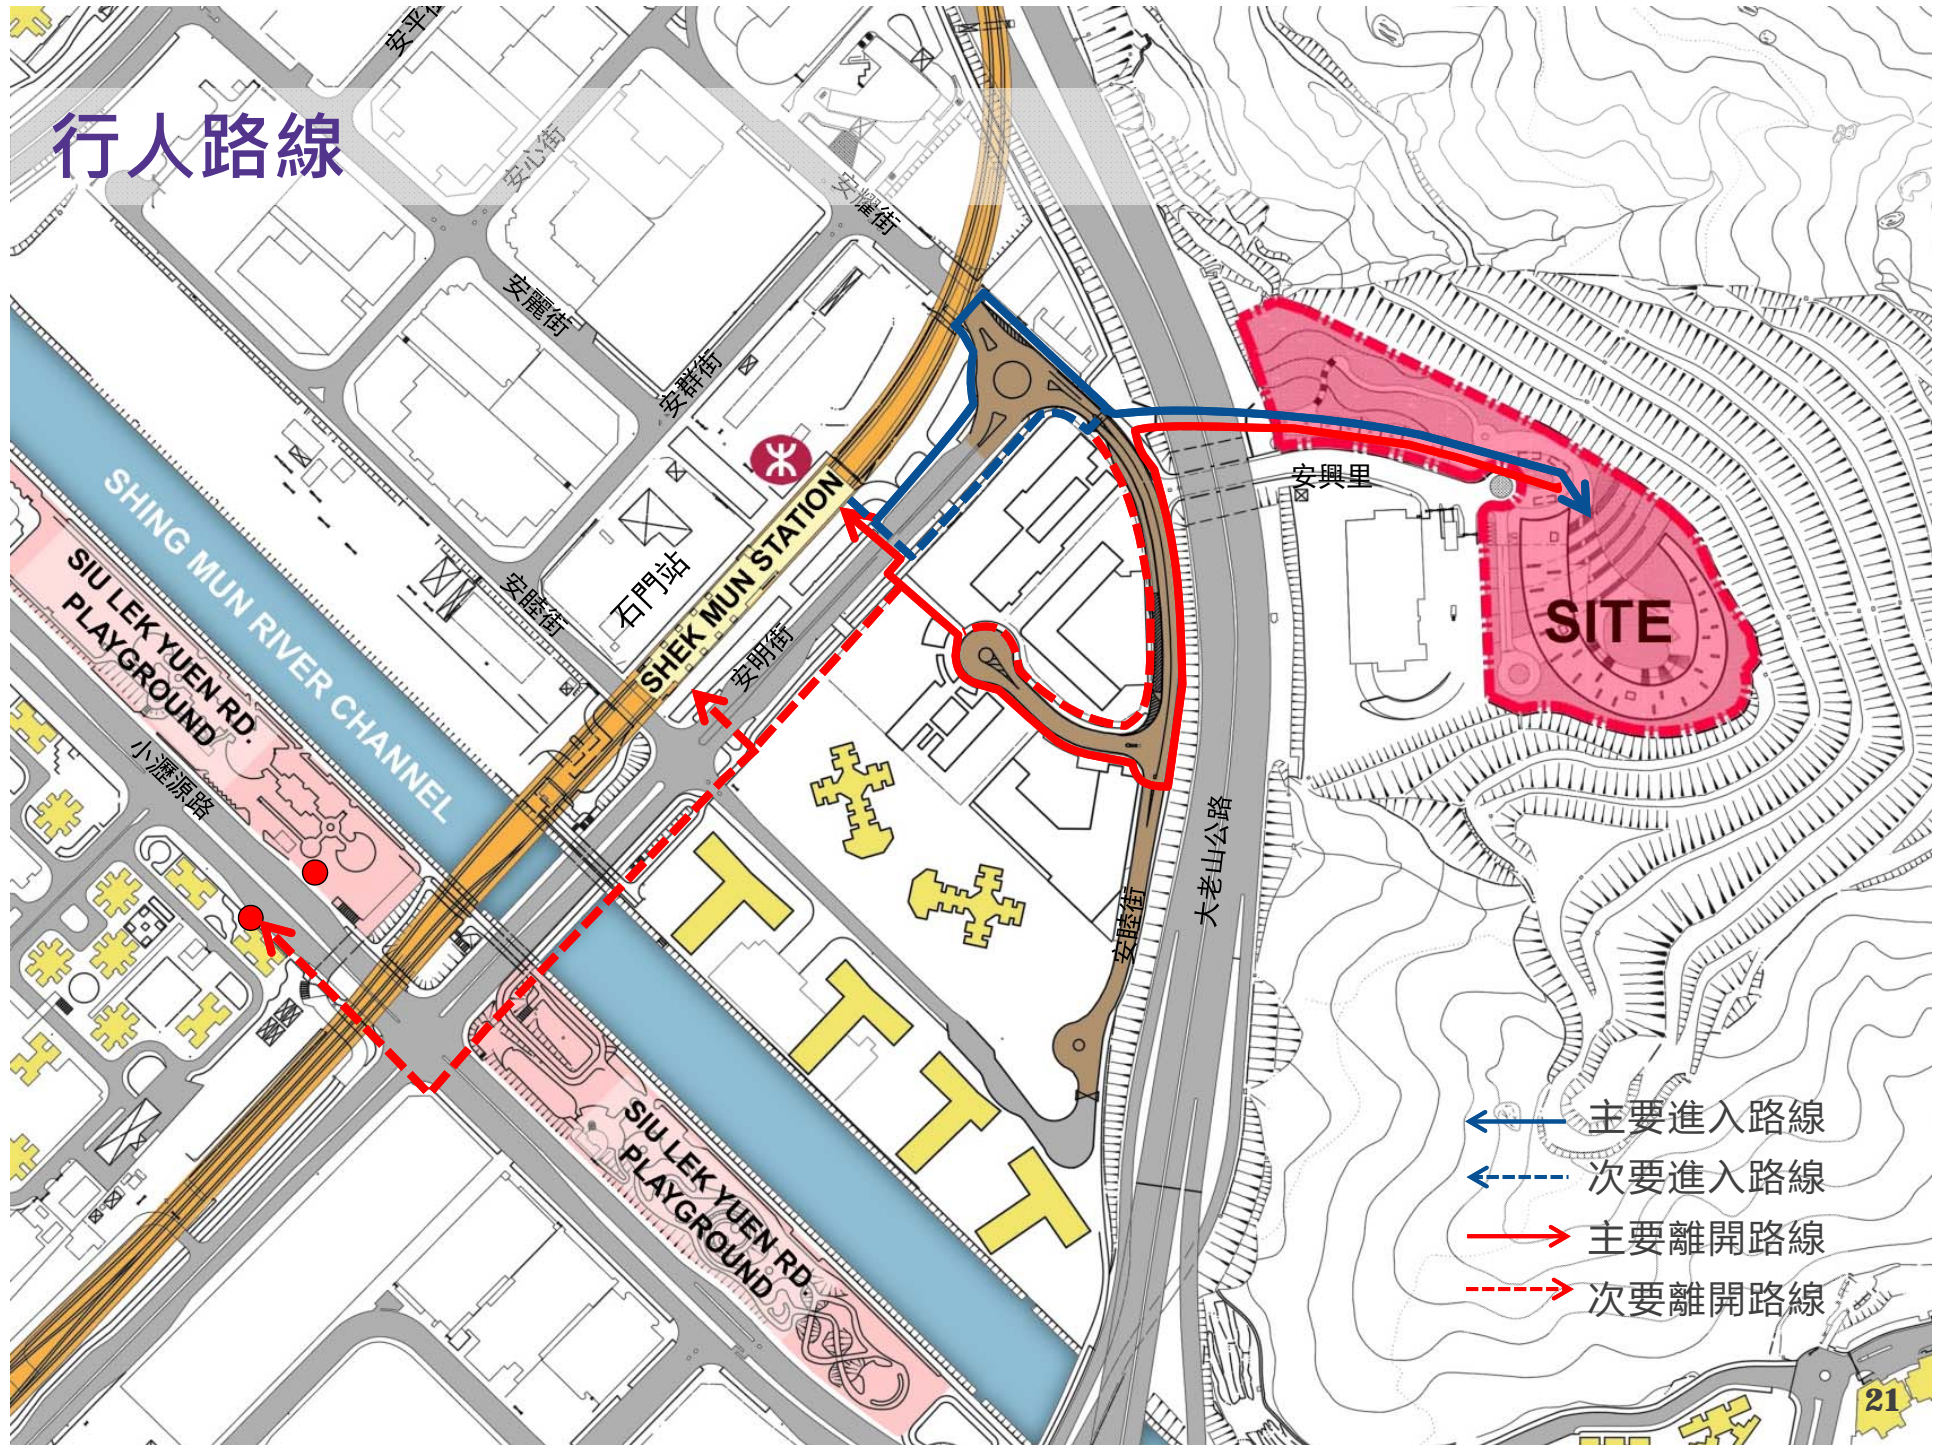 安平街
行人路線
安心街
安耀街
安麗街
安群街
安興里
SHING MUN RIVER CHANNEL
SHEK MUN STATION
石門站
安睦街
安明街
SIU LEK YUEN RD.
PLAYGROUND
SITE
小瀝源路
大老山公路
安睦街
SIU LEK YUEN RD.
PLAYGROUND
主要進入路線
次要進入路線
主要離開路線
次要離開路線
21